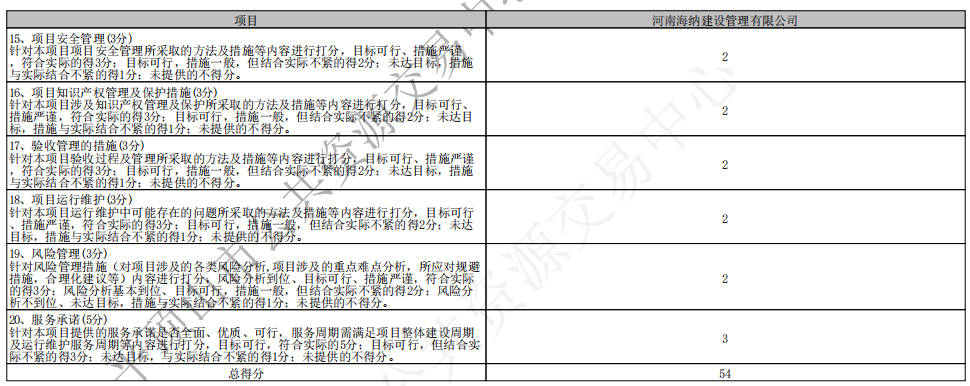 项目 河南海纳建设管理有限公司
15、项目安全管理(3分)
针对本项目项目安全管理所采取的方法及措施等内容进行打分，目标可行、措施严谨
，符合实际的得3分；目标可行，措施一般，但结合实际不紧的得2分；未达目标，措施
与实际结合不紧的得1分；未提供的不得分。
2
16、项目知识产权管理及保护措施(3分)
针对本项目涉及知识产权管理及保护所采取的方法及措施等内容进行打分，目标可行、
措施严谨，符合实际的得3分；目标可行，措施一般，但结合实际不紧的得2分；未达目
标，措施与实际结合不紧的得1分；未提供的不得分。
2
17、验收管理的措施(3分)
针对本项目验收过程及管理所采取的方法及措施等内容进行打分，目标可行、措施严谨
，符合实际的得3分；目标可行，措施一般，但结合实际不紧的得2分；未达目标，措施
与实际结合不紧的得1分；未提供的不得分。
2
18、项目运行维护(3分)
针对本项目运行维护中可能存在的问题所采取的方法及措施等内容进行打分，目标可行
、措施严谨，符合实际的得3分；目标可行，措施一般，但结合实际不紧的得2分；未达
目标，措施与实际结合不紧的得1分；未提供的不得分。
2
19、风险管理(3分)
针对风险管理措施（对项目涉及的各类风险分析,项目涉及的重点难点分析，所应对规避
措施，合理化建议等）内容进行打分，风险分析到位、目标可行、措施严谨，符合实际
的得3分；风险分析基本到位、目标可行，措施一般，但结合实际不紧的得2分；风险分
析不到位、未达目标，措施与实际结合不紧的得1分；未提供的不得分。
2
20、服务承诺(5分)
针对本项目提供的服务承诺是否全面、优质、可行，服务周期需满足项目整体建设周期
及运行维护服务周期等内容进行打分，目标可行，符合实际的5分；目标可行，但结合实
际不紧的得3分；未达目标，与实际结合不紧的得1分；未提供的不得分。
3
总得分 54
平顶山市公共资源交易中心
公共资源交易中心